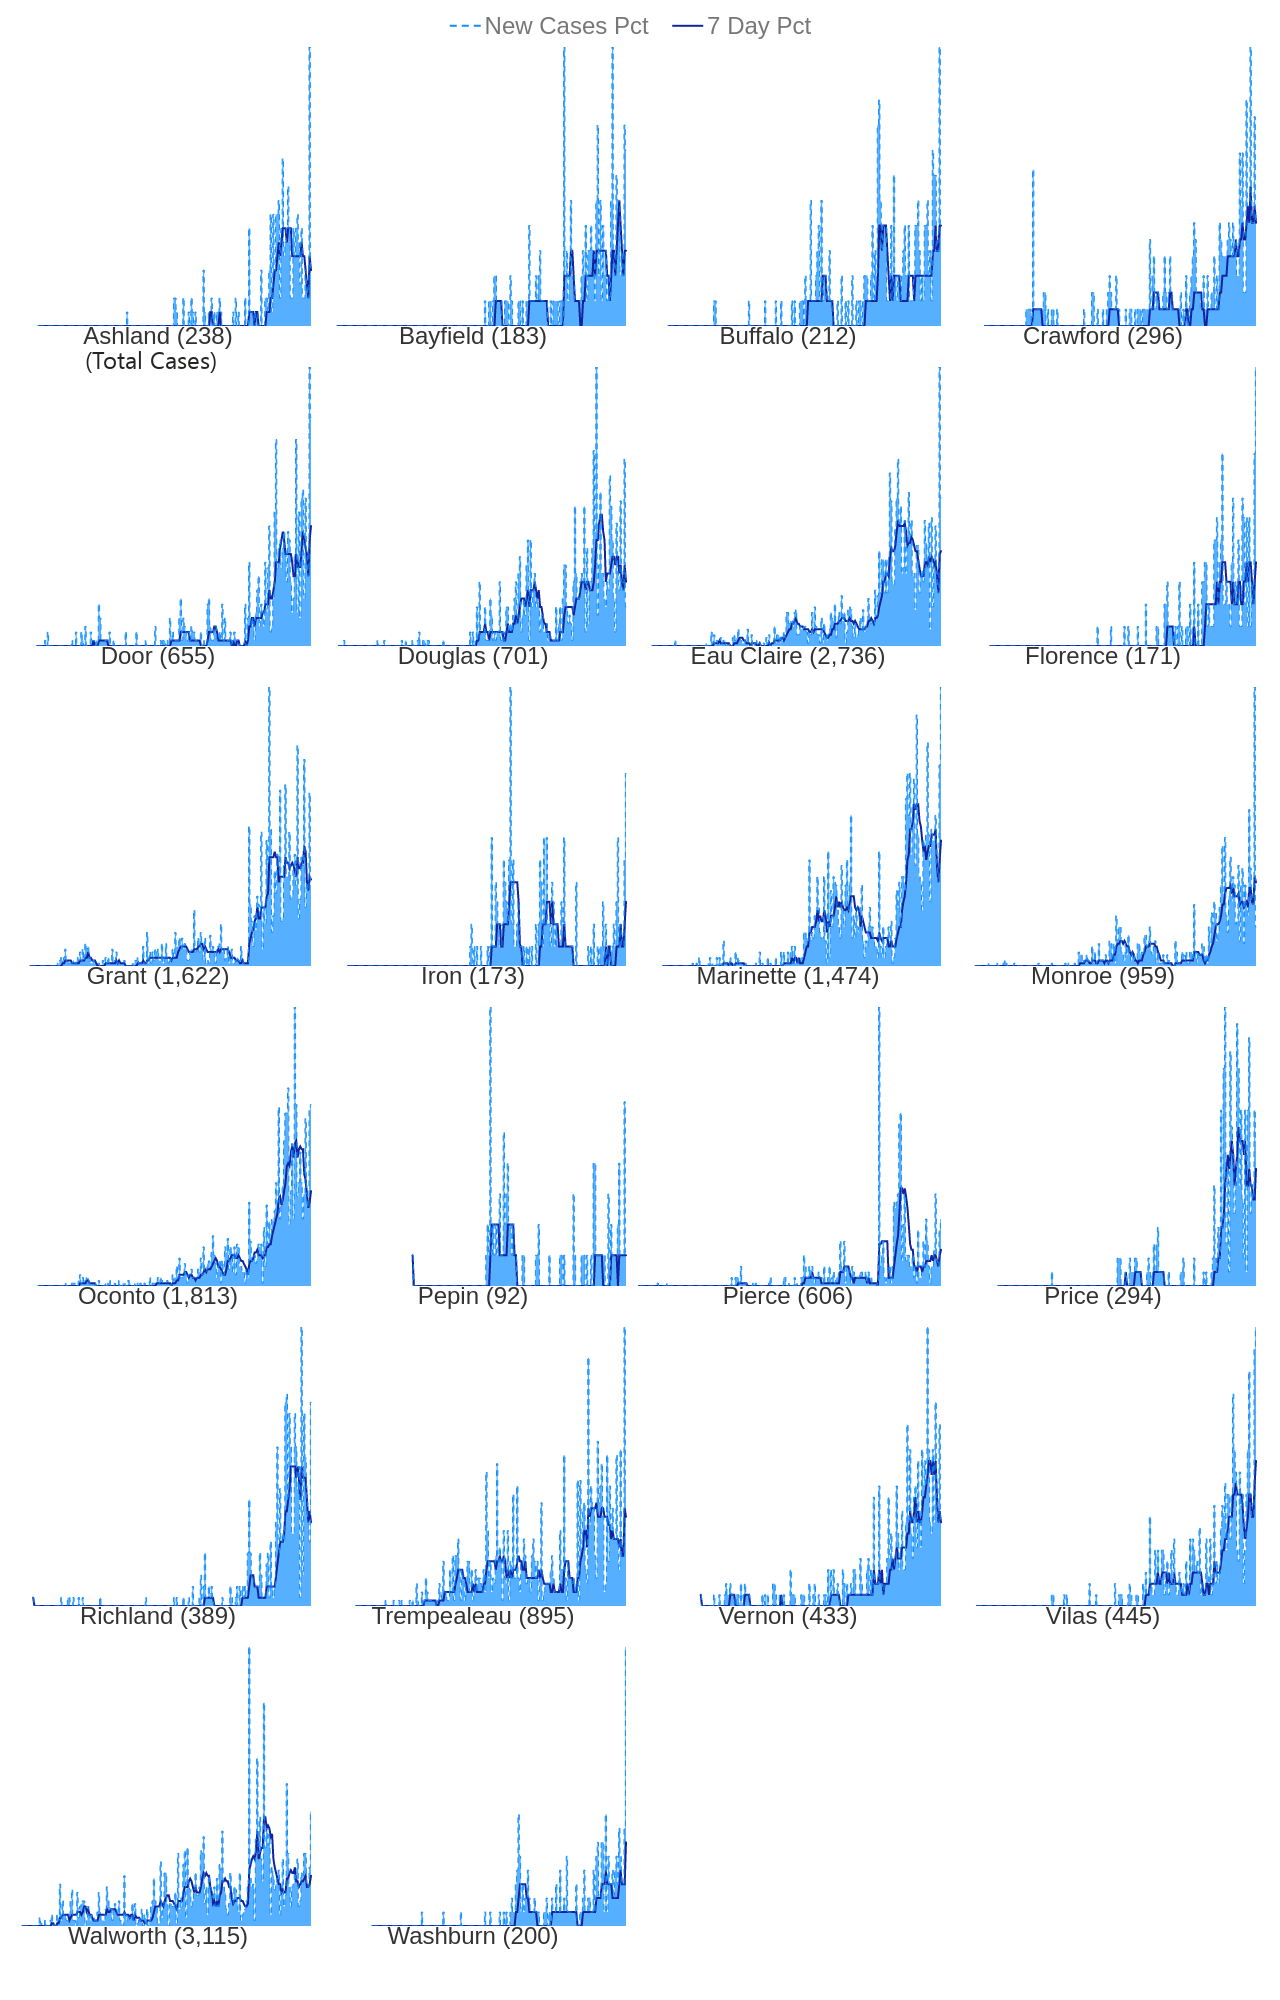 New Cases Pct 7 Day Pct
Ashland (238) Bayfield (183) Buffalo (212) Crawford (296)
(Total Cases)
Door (655) Douglas (701) Eau Claire (2,736) Florence (171)
Grant (1,622) Iron (173) Marinette (1,474) Monroe (959)
Oconto (1,813) Pepin (92) Pierce (606) Price (294)
Richland (389) Trempealeau (895) Vernon (433) Vilas (445)
Walworth (3,115) Washburn (200)